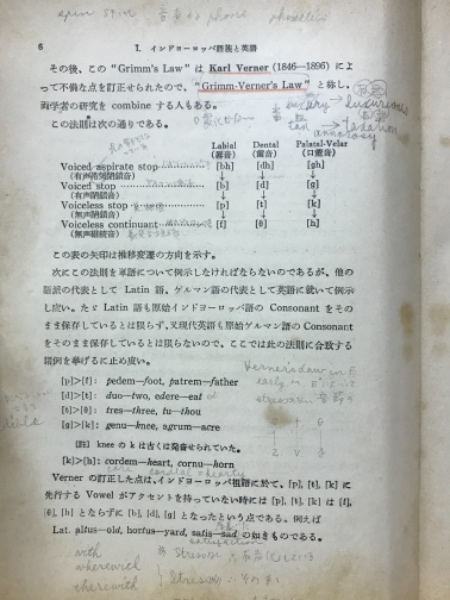 6 I. インドヨーロッパ語族と英語
その後、この "Grimm's Law" は Karl Verner (1846—1896) によ
って不備な点を訂正せられたので、"Grimm-Verner's Law" と称し、
両学者の研究を combine する人もある。
この法則は次の通りである。
Labial Dental Palatal-Velar
(唇音) (歯音) (口蓋音)
Voiced aspirate stop [bh] [dh] [gh]
(有声帯気閉鎖音) ↓ ↓ ↓
Voiced stop [b] [d] [g]
(有声閉鎖音) ↓ ↓ ↓
Voiceless stop [p] [t] [k]
(無声閉鎖音) ↓ ↓ ↓
Voiceless continuant [f] [θ] [h]
(無声継続音)
この表の矢印は推移変遷の方向を示す。
次にこの法則を単語について例示しなければならないのであるが、他の
語派の代表として Latin 語、ゲルマン語の代表として英語に就いて例示
し度い。たゞ Latin 語も原始インドヨーロッパ語の Consonant をその
まま保存しているとは限らず、又現代英語も原始ゲルマン語の Consonant
をそのまま保存しているとは限らないので、ここでは此の法則に合致する
諸例を挙げるに止め度い。
Verner's law in E
early
[p]>[f]: pedem—foot, patrem—father
[d]>[t]: duo—two, edere—eat
[t]>[θ]: tres—three, tu—thou
[g]>[k]: genu—knee, agrum—acre
[註] knee の k は古くは発音せられていた。
[k]>[h]: cordem—heart, cornu—horn
cordial hearty
Verner の訂正した点は、インドヨーロッパ祖語に於て、[p], [t], [k] に
先行する Vowel がアクセントを持っていない時には [p], [t], [k] は [f],
[θ], [h] とならずに [b], [d], [g] となったという点である。例えば
Lat. altus—old, hortus—yard, satis—sad の如きものである。
satisfaction
with
wherewith
therewith